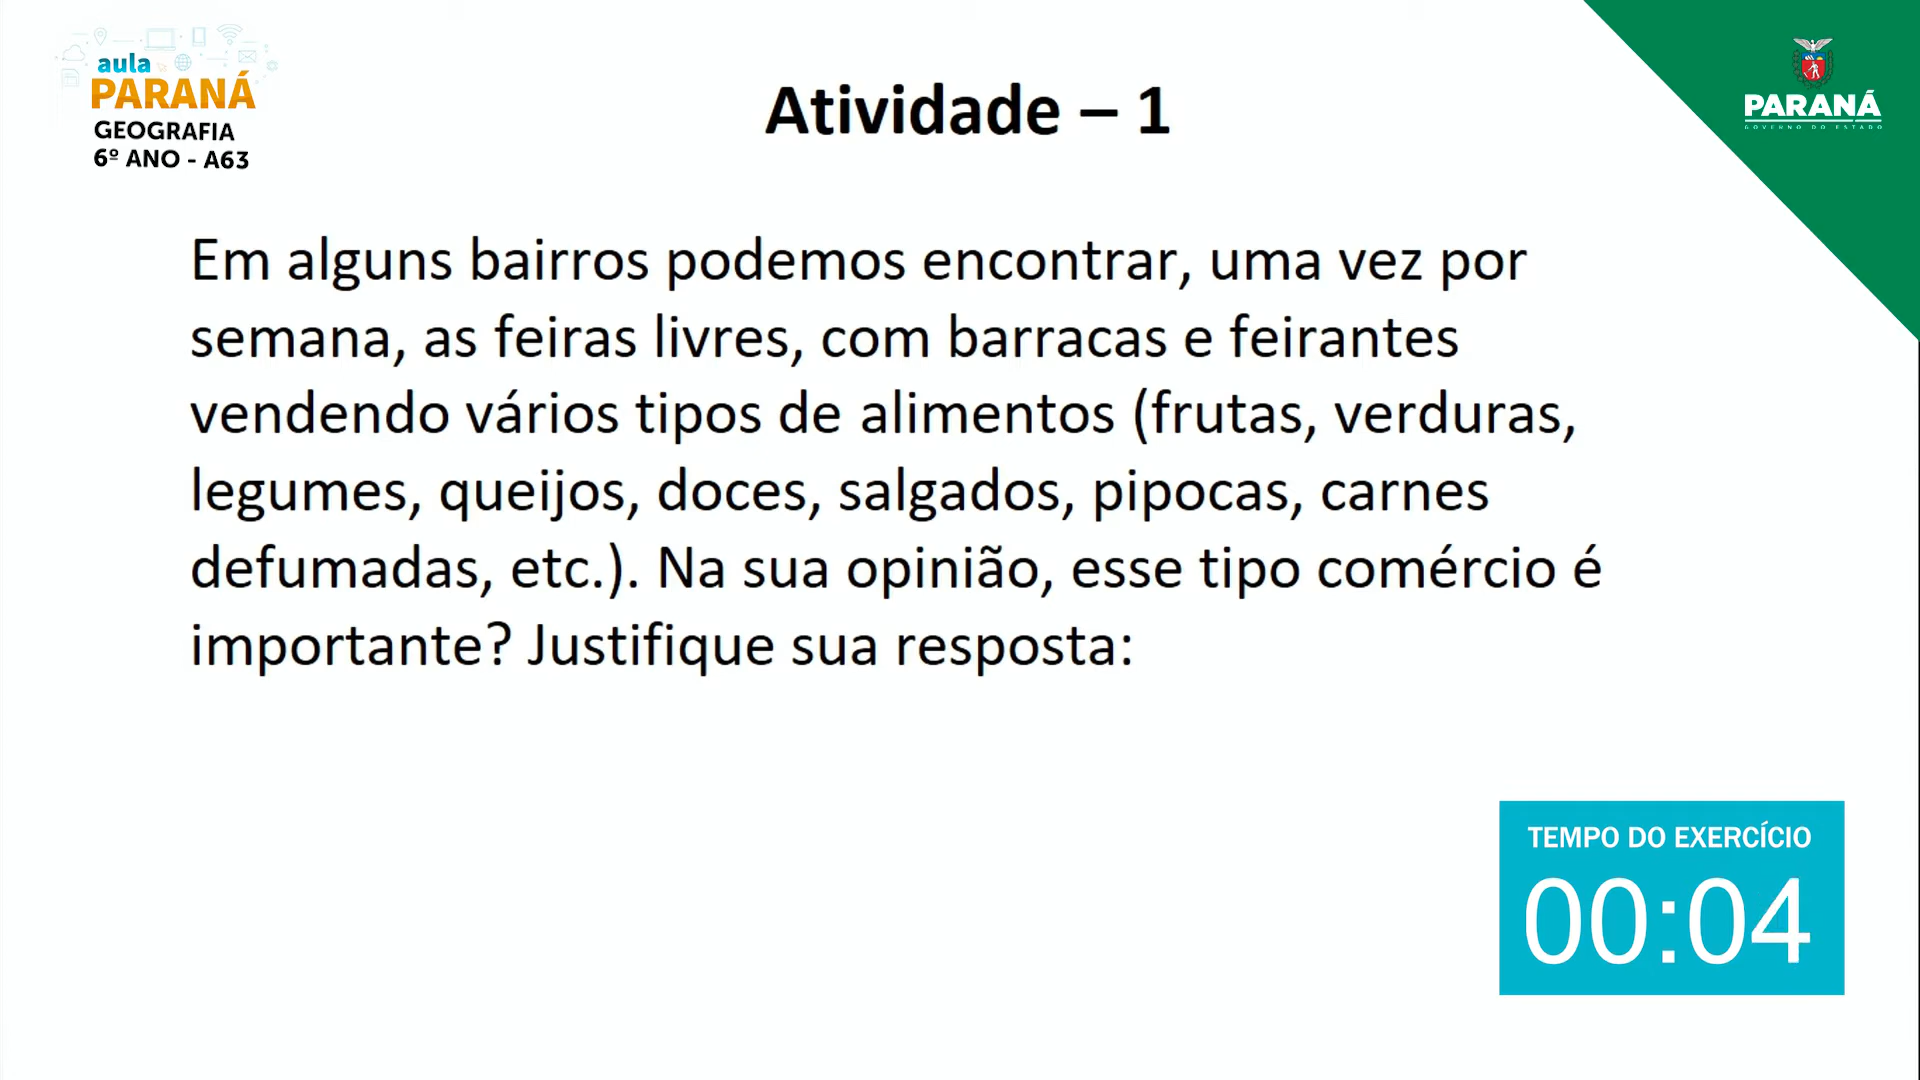 aula
PARANÁ
GEOGRAFIA
6º ANO - A63
Atividade – 1
PARANÁ
GOVERNO DO ESTADO
Em alguns bairros podemos encontrar, uma vez por
semana, as feiras livres, com barracas e feirantes
vendendo vários tipos de alimentos (frutas, verduras,
legumes, queijos, doces, salgados, pipocas, carnes
defumadas, etc.). Na sua opinião, esse tipo comércio é
importante? Justifique sua resposta:
TEMPO DO EXERCÍCIO
00:04